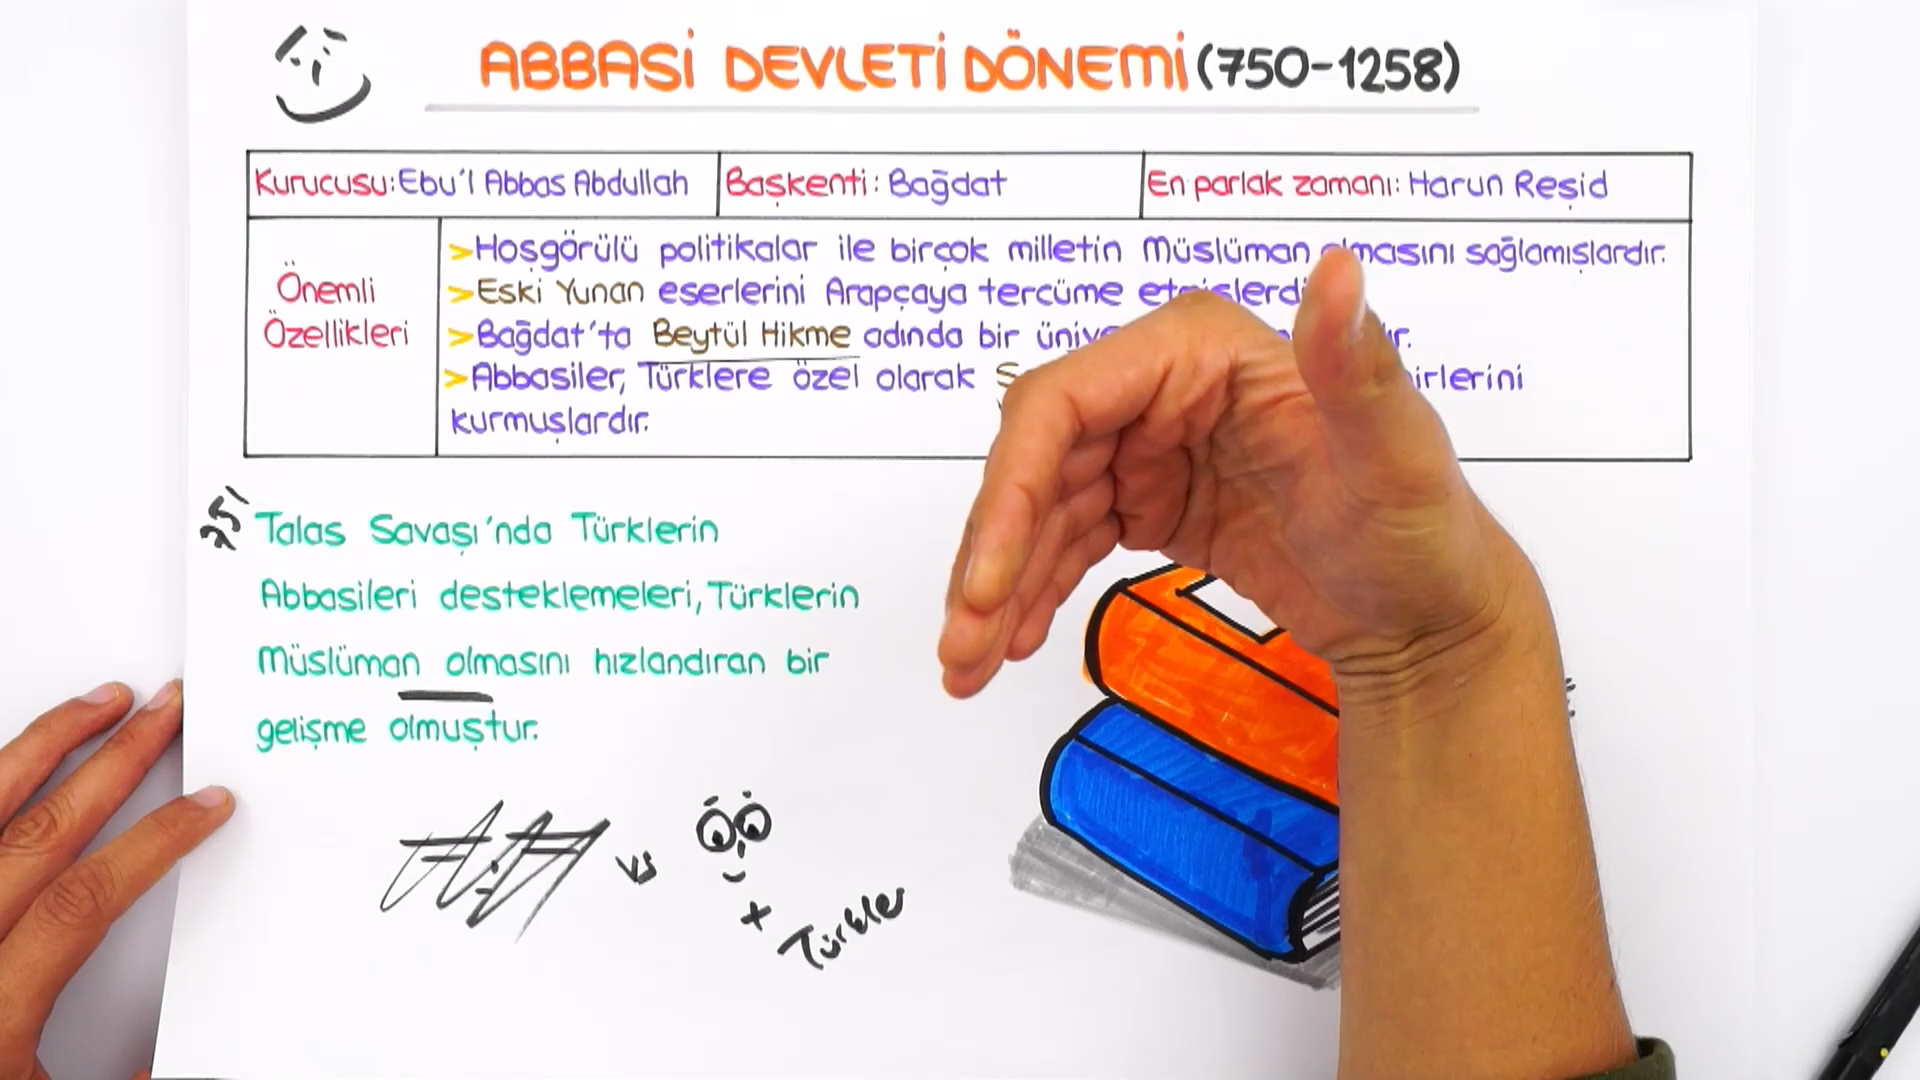 ABBASİ DEVLETİ DÖNEMİ (750-1258)
Kurucusu: Ebu'l Abbas Abdullah
Başkenti: Bağdat
En parlak zamanı: Harun Reşid
Önemli
Özellikleri
>Hoşgörülü politikalar ile birçok milletin Müslüman olmasını sağlamışlardır.
>Eski Yunan eserlerini Arapçaya tercüme
>Bağdat'ta Beytül Hikme adında bir
>Abbasiler, Türklere özel olarak
kurmuşlardır.
751
Talas Savaşı'nda Türklerin
Abbasileri desteklemeleri, Türklerin
Müslüman olmasını hızlandıran bir
gelişme olmuştur.
vs
+
Türkler